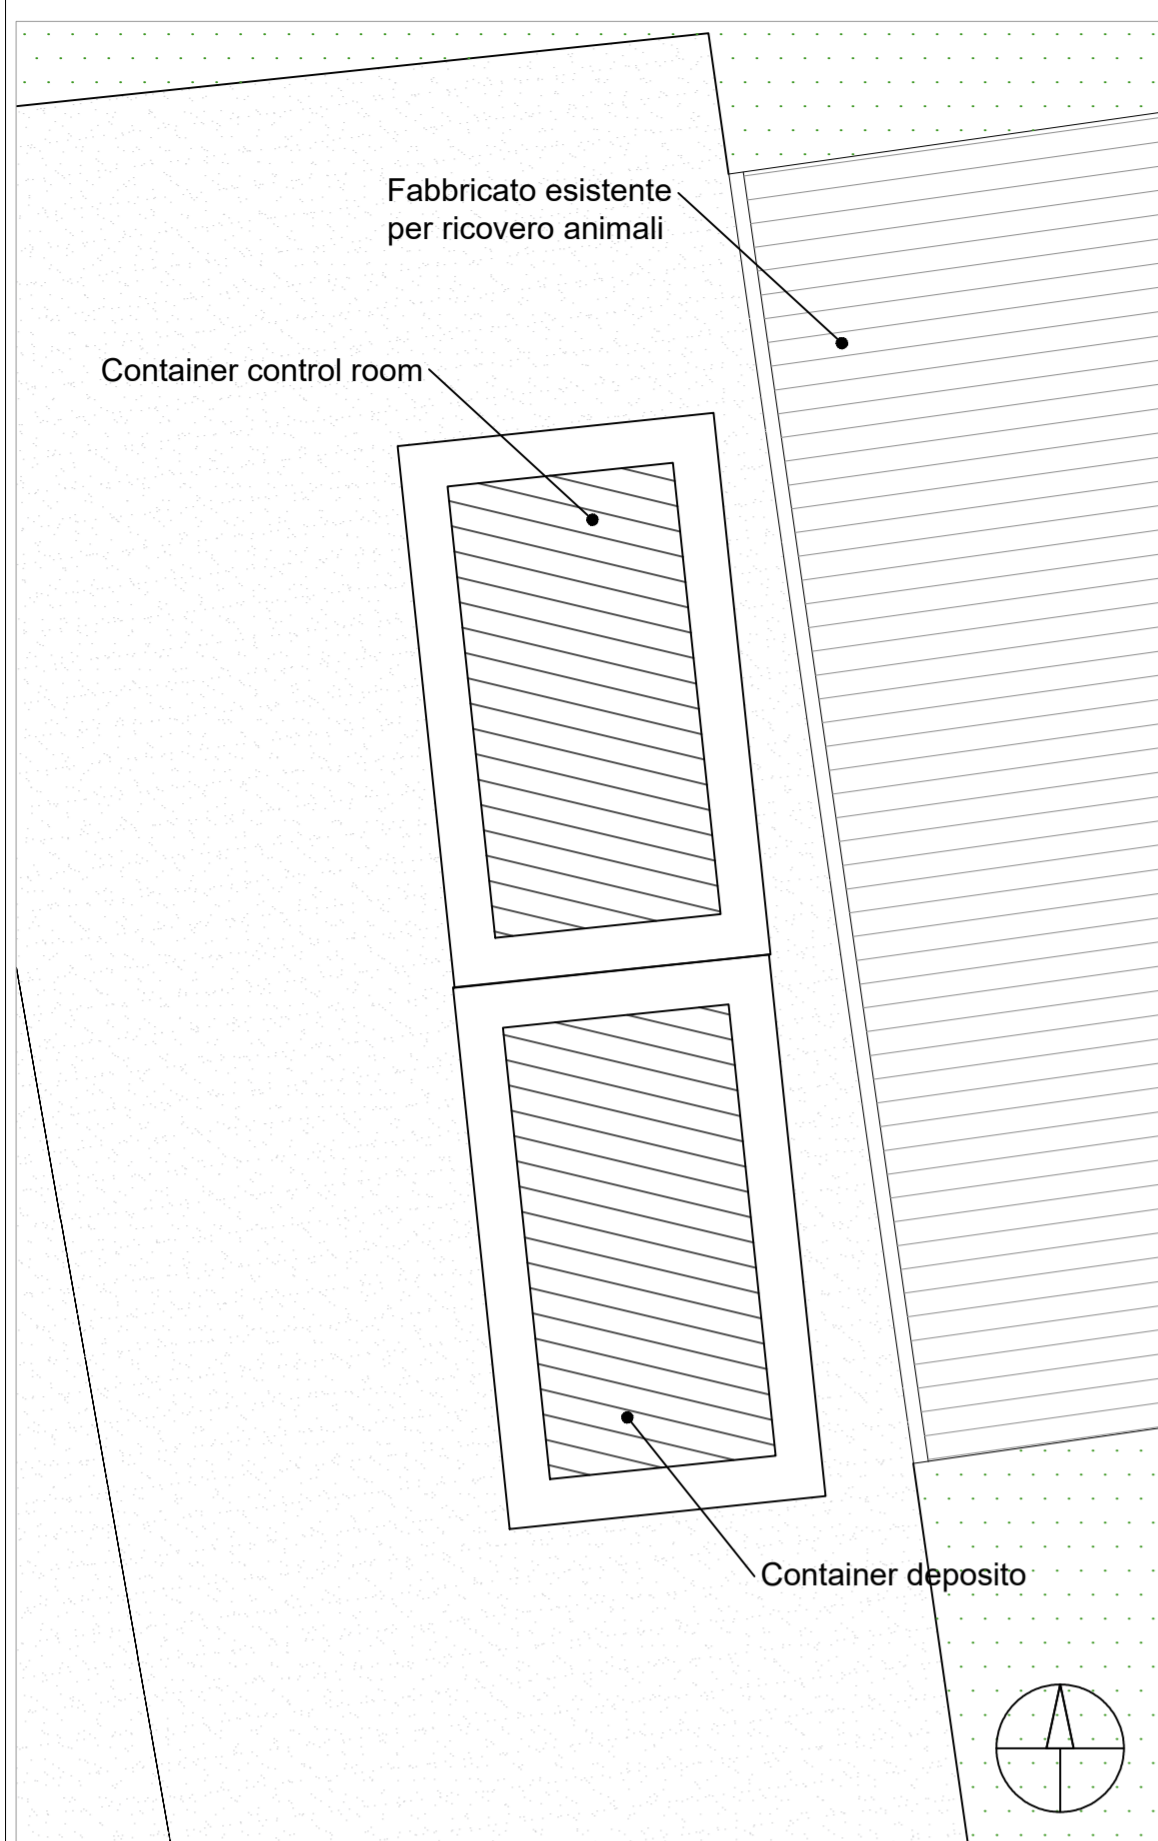 Fabbricato esistente
per ricovero animali
Container control room
Container deposito